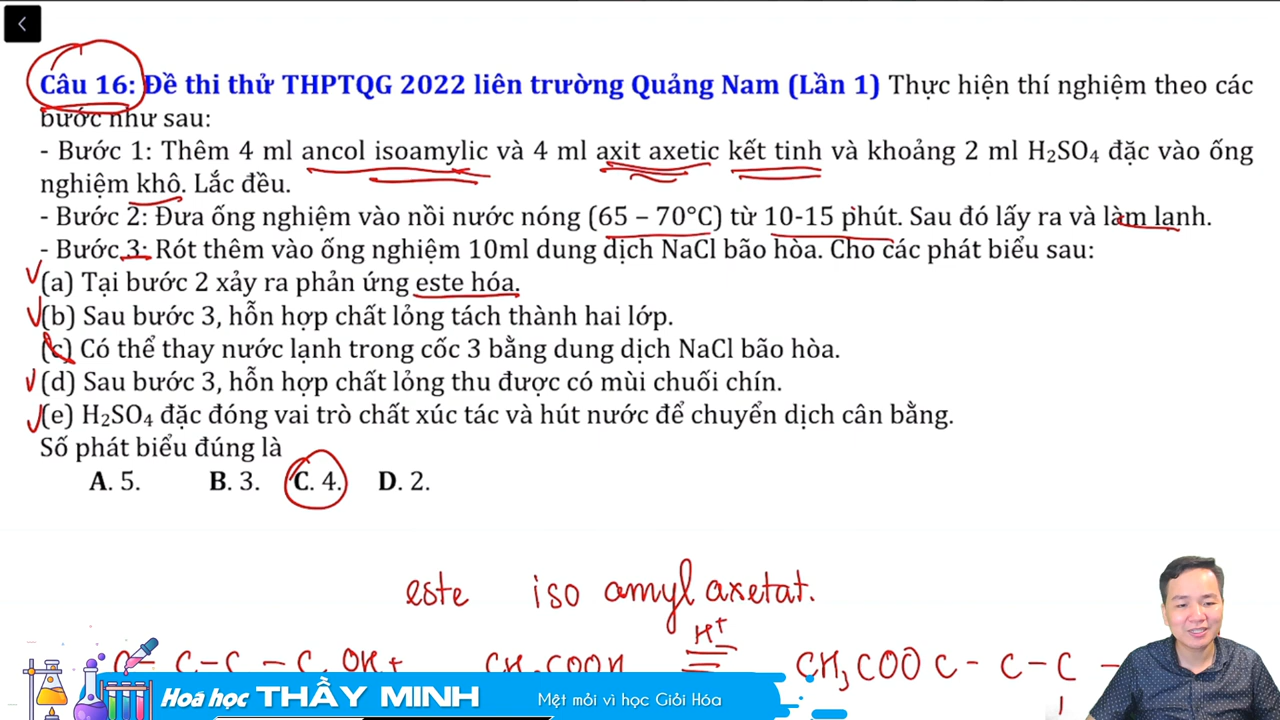 Câu 16: Đề thi thử THPTQG 2022 liên trường Quảng Nam (Lần 1) Thực hiện thí nghiệm theo các
bước như sau:
- Bước 1: Thêm 4 ml ancol isoamylic và 4 ml axit axetic kết tinh và khoảng 2 ml H₂SO₄ đặc vào ống
nghiệm khô. Lắc đều.
- Bước 2: Đưa ống nghiệm vào nồi nước nóng (65 – 70°C) từ 10-15 phút. Sau đó lấy ra và làm lạnh.
- Bước 3: Rót thêm vào ống nghiệm 10ml dung dịch NaCl bão hòa. Cho các phát biểu sau:
(a) Tại bước 2 xảy ra phản ứng este hóa.
(b) Sau bước 3, hỗn hợp chất lỏng tách thành hai lớp.
(c) Có thể thay nước lạnh trong cốc 3 bằng dung dịch NaCl bão hòa.
(d) Sau bước 3, hỗn hợp chất lỏng thu được có mùi chuối chín.
(e) H₂SO₄ đặc đóng vai trò chất xúc tác và hút nước để chuyển dịch cân bằng.
Số phát biểu đúng là
A. 5. B. 3. C. 4. D. 2.
este iso amyl axetat.
H⁺
C - C - C - C OH + CH₃COOH ⇌ CH₃COO C - C - C -
Hoá học THẦY MINH Mệt mỏi vì học Giỏi Hóa